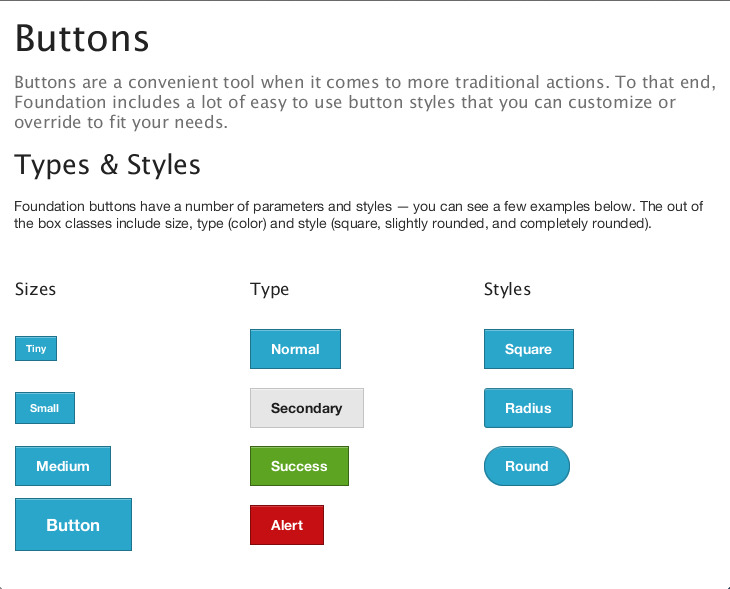 Buttons
Buttons are a convenient tool when it comes to more traditional actions. To that end,
Foundation includes a lot of easy to use button styles that you can customize or
override to fit your needs.
Types & Styles
Foundation buttons have a number of parameters and styles — you can see a few examples below. The out of
the box classes include size, type (color) and style (square, slightly rounded, and completely rounded).
Sizes Type Styles
Tiny Normal Square
Small Secondary Radius
Medium Success Round
Button Alert